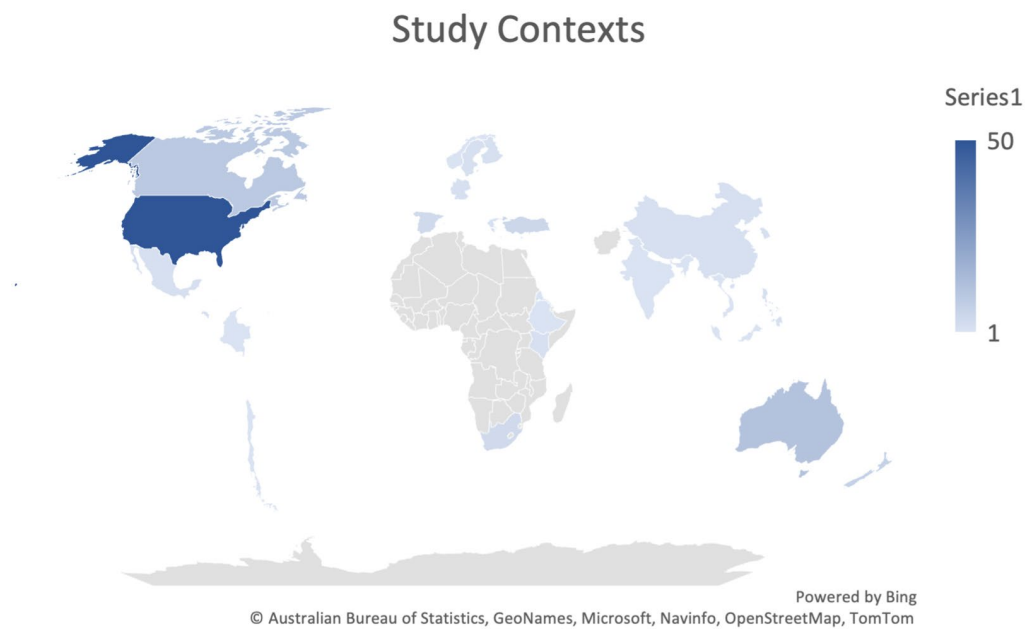 Study Contexts
Series1
50
1
Powered by Bing
© Australian Bureau of Statistics, GeoNames, Microsoft, Navinfo, OpenStreetMap, TomTom